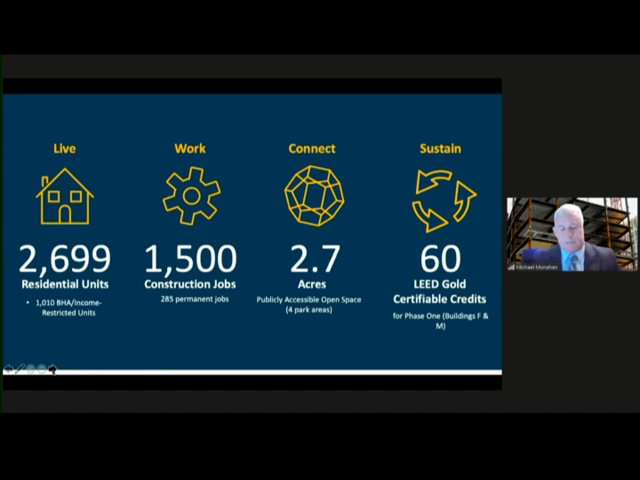 Live
Work
Connect
Sustain
2,699
1,500
2.7
60
Residential Units
Construction Jobs
Acres
LEED Gold
Certifiable Credits
• 1,010 BHA/Income-
Restricted Units
285 permanent jobs
Publicly Accessible Open Space
(4 park areas)
for Phase One (Buildings F &
M)
Michael Monahan